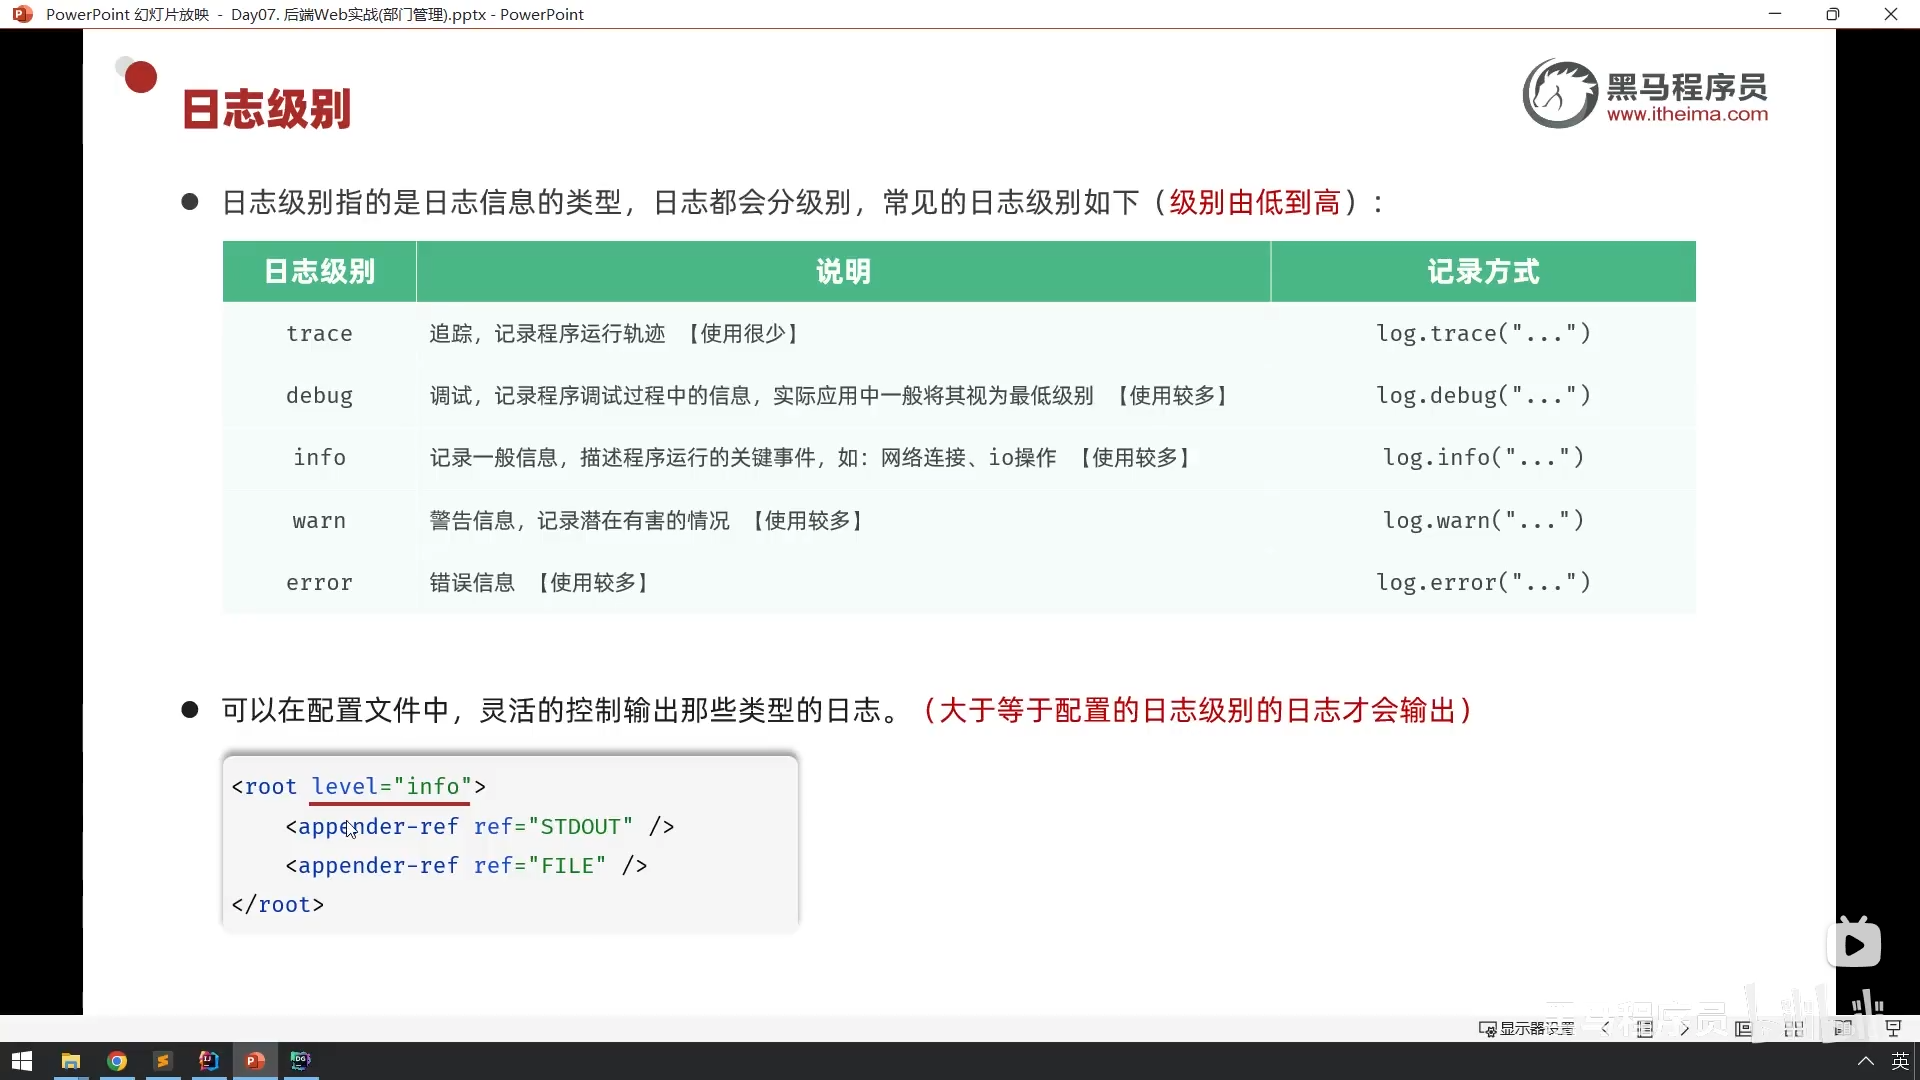 PowerPoint 幻灯片放映 - Day07. 后端Web实战(部门管理).pptx - PowerPoint
日志级别
黑马程序员
www.itheima.com
● 日志级别指的是日志信息的类型，日志都会分级别，常见的日志级别如下（级别由低到高）：
日志级别 说明 记录方式
trace 追踪，记录程序运行轨迹 【使用很少】 log.trace("...")
debug 调试，记录程序调试过程中的信息，实际应用中一般将其视为最低级别 【使用较多】 log.debug("...")
info 记录一般信息，描述程序运行的关键事件，如：网络连接、io操作 【使用较多】 log.info("...")
warn 警告信息，记录潜在有害的情况 【使用较多】 log.warn("...")
error 错误信息 【使用较多】 log.error("...")
● 可以在配置文件中，灵活的控制输出那些类型的日志。（大于等于配置的日志级别的日志才会输出）
<root level="info">
<appender-ref ref="STDOUT" />
<appender-ref ref="FILE" />
</root>
黑马程序员
显示器设置
英